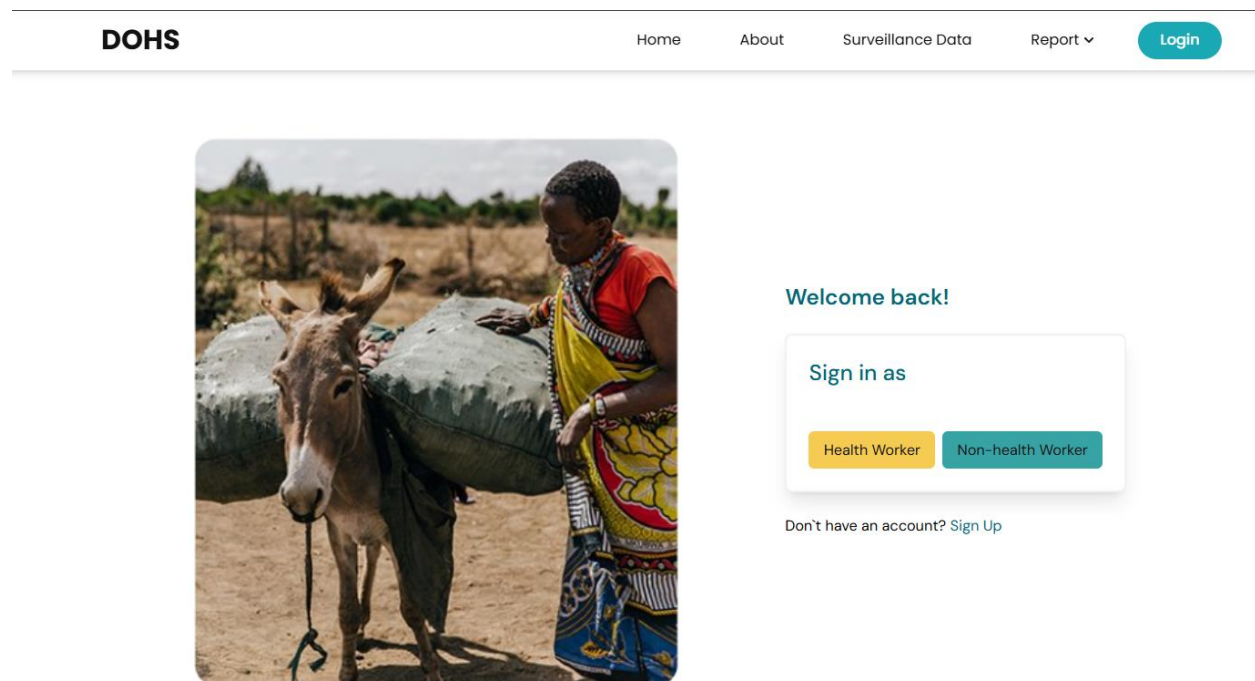 DOHS
Home About Surveillance Data Report Login
Welcome back!
Sign in as
Health Worker Non-health Worker
Don`t have an account? Sign Up